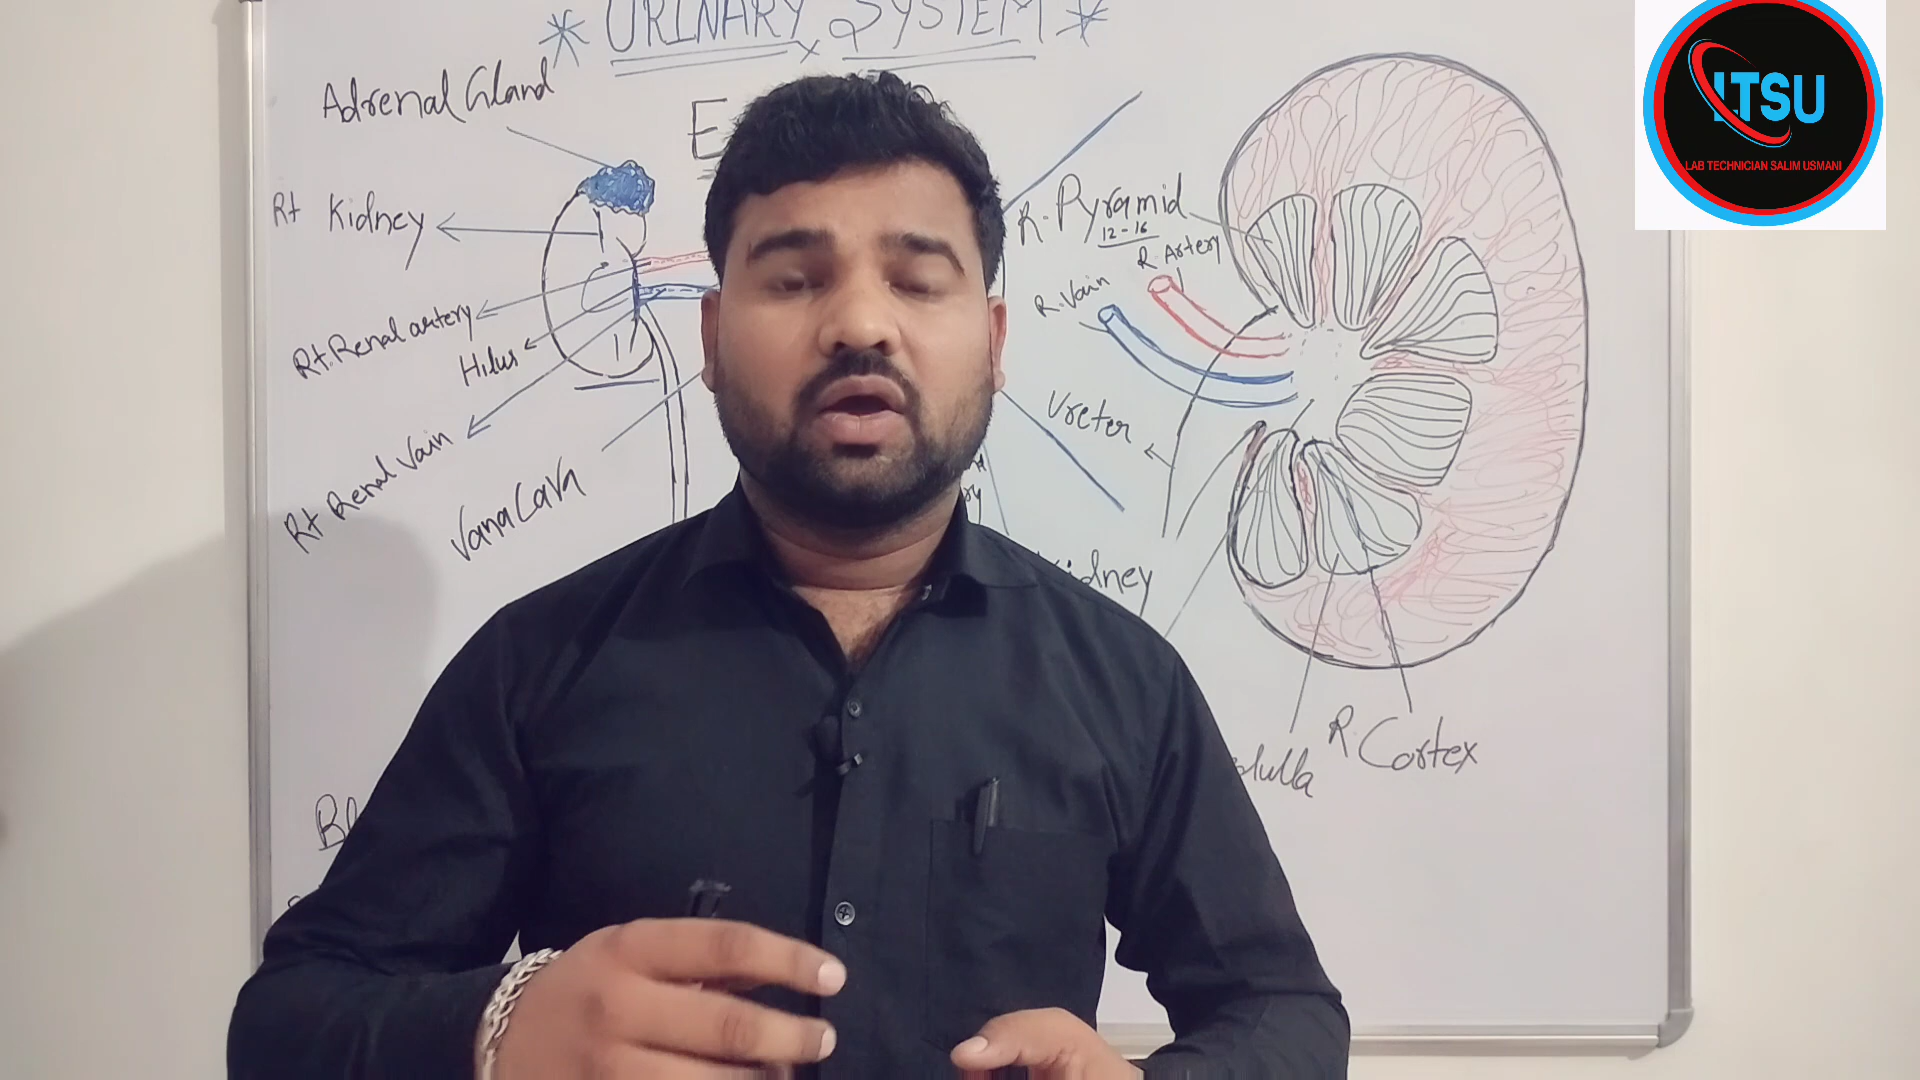 * URINARY SYSTEM *
Adrenal Gland
Rt Kidney
Rt. Renal artery
Hilus
Rt Renal Vain
Vana Cava
R. Pyramid
12-16
R. Artery
R. Vain
Ureter
R. Cortex
LTSU
LAB TECHNICIAN SALIM USMANI